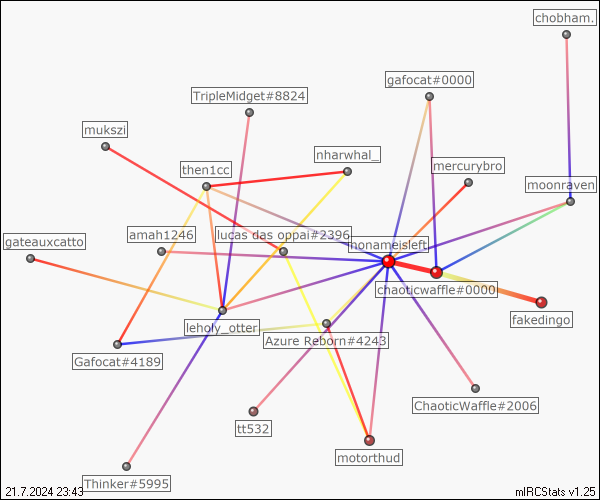 chobham.
gafocat#0000
TripleMidget#8824
mukszi
nharwhal_
then1cc
mercurybro
moonraven
amah1246
lucas das oppai#2396
gateauxcatto
nonameisleft
chaoticwaffle#0000
leholy_otter
fakedingo
Azure Reborn#4243
Gafocat#4189
ChaoticWaffle#2006
tt532
motorthud
Thinker#5995
21.7.2024 23:43
mIRCStats v1.25